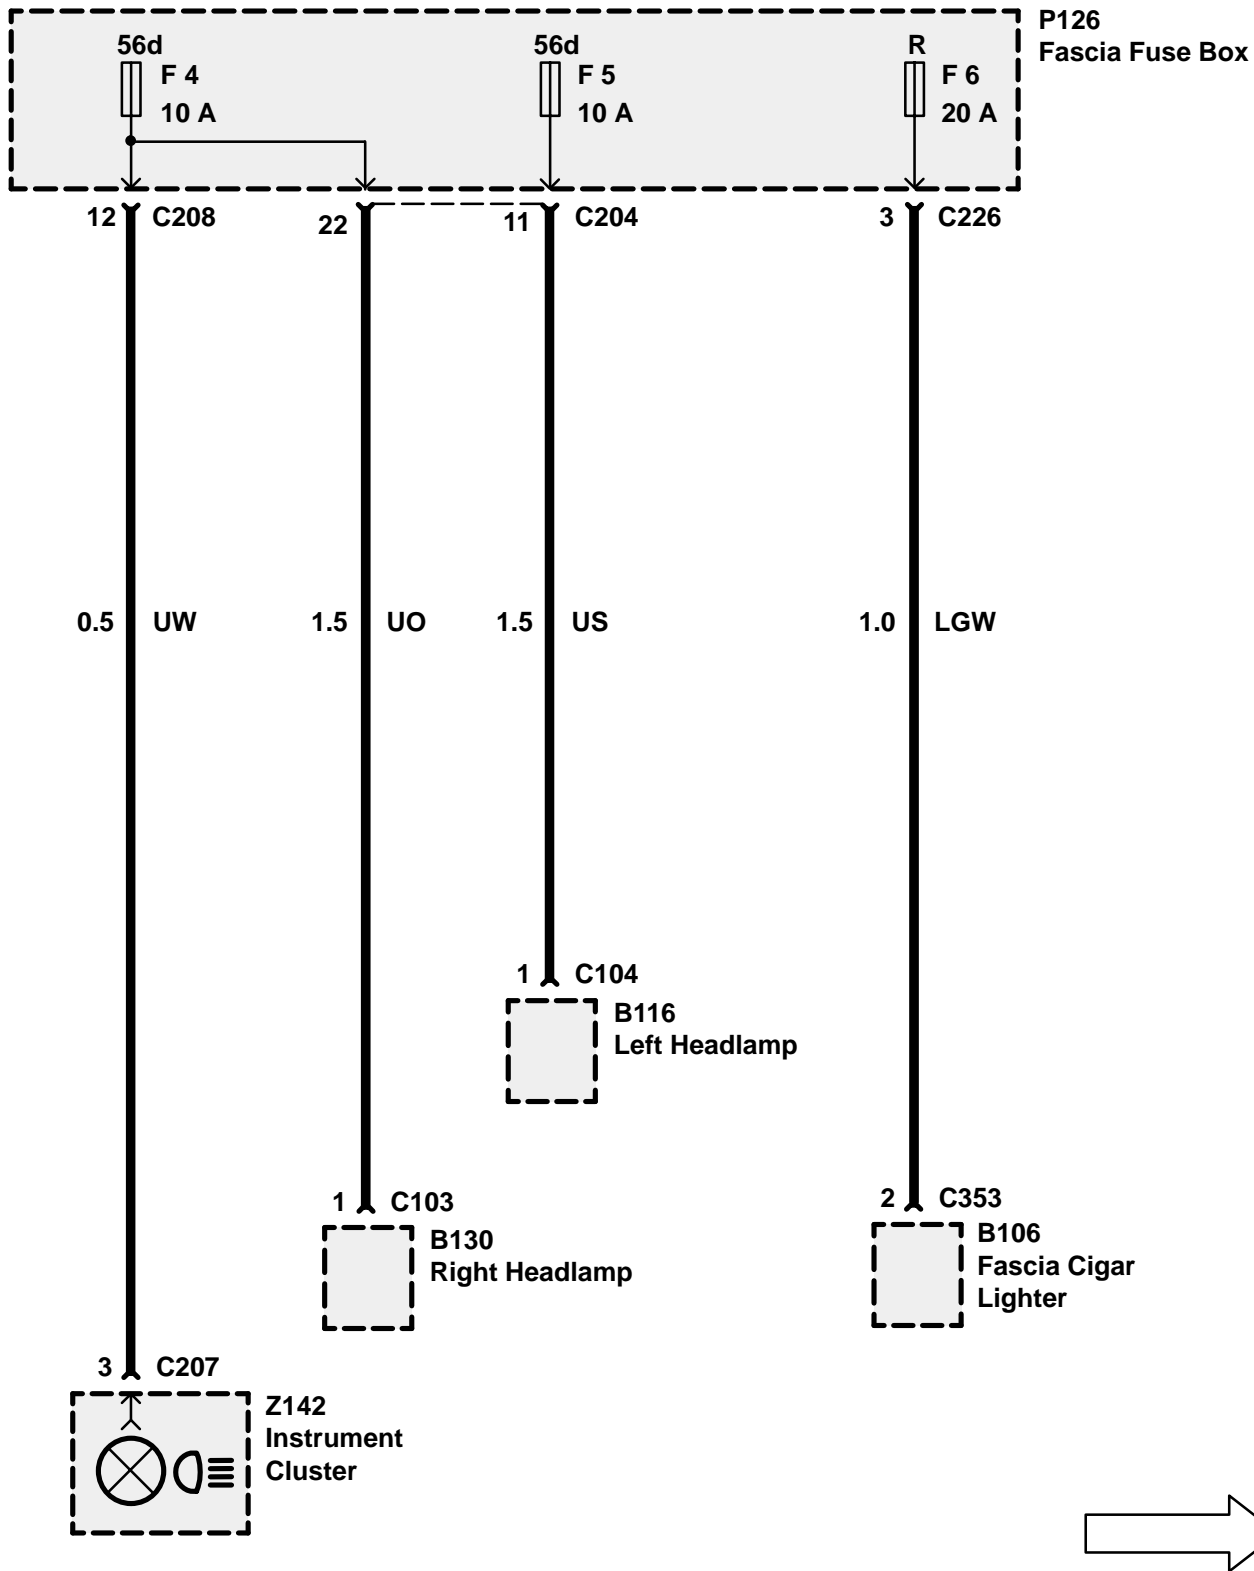 P126
Fascia Fuse Box
56d
F 4
10 A
56d
F 5
10 A
R
F 6
20 A
12 C208
22
11 C204
3 C226
0.5 UW
1.5 UO
1.5 US
1.0 LGW
1 C104
B116
Left Headlamp
1 C103
B130
Right Headlamp
2 C353
B106
Fascia Cigar
Lighter
3 C207
Z142
Instrument
Cluster